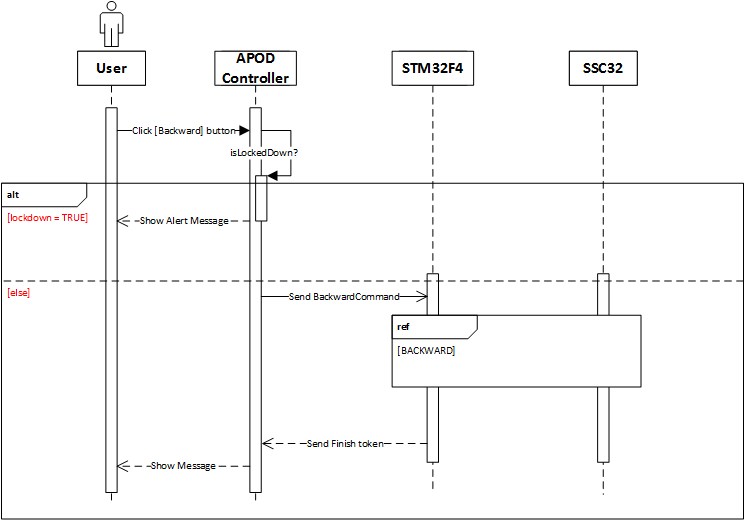 User
APOD
Controller
STM32F4
SSC32
Click [Backward] button
isLockedDown?
alt
[lockdown = TRUE]
Show Alert Message
[else]
Send BackwardCommand
ref
[BACKWARD]
Send Finish token
Show Message